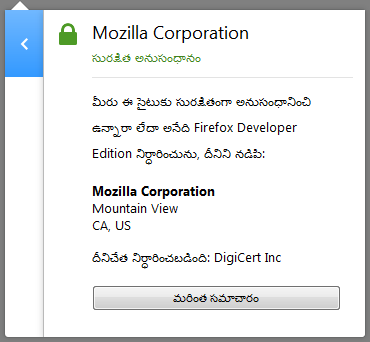 Mozilla Corporation
సురక్షిత అనుసంధానం
మీరు ఈ సైటుకు సురక్షితంగా అనుసంధానించి
ఉన్నారా లేదా అనేది Firefox Developer
Edition నిర్ధారించును, దీనిని నడిపి:
Mozilla Corporation
Mountain View
CA, US
దీనిచేత నిర్ధారించబడింది: DigiCert Inc
మరింత సమాచారం